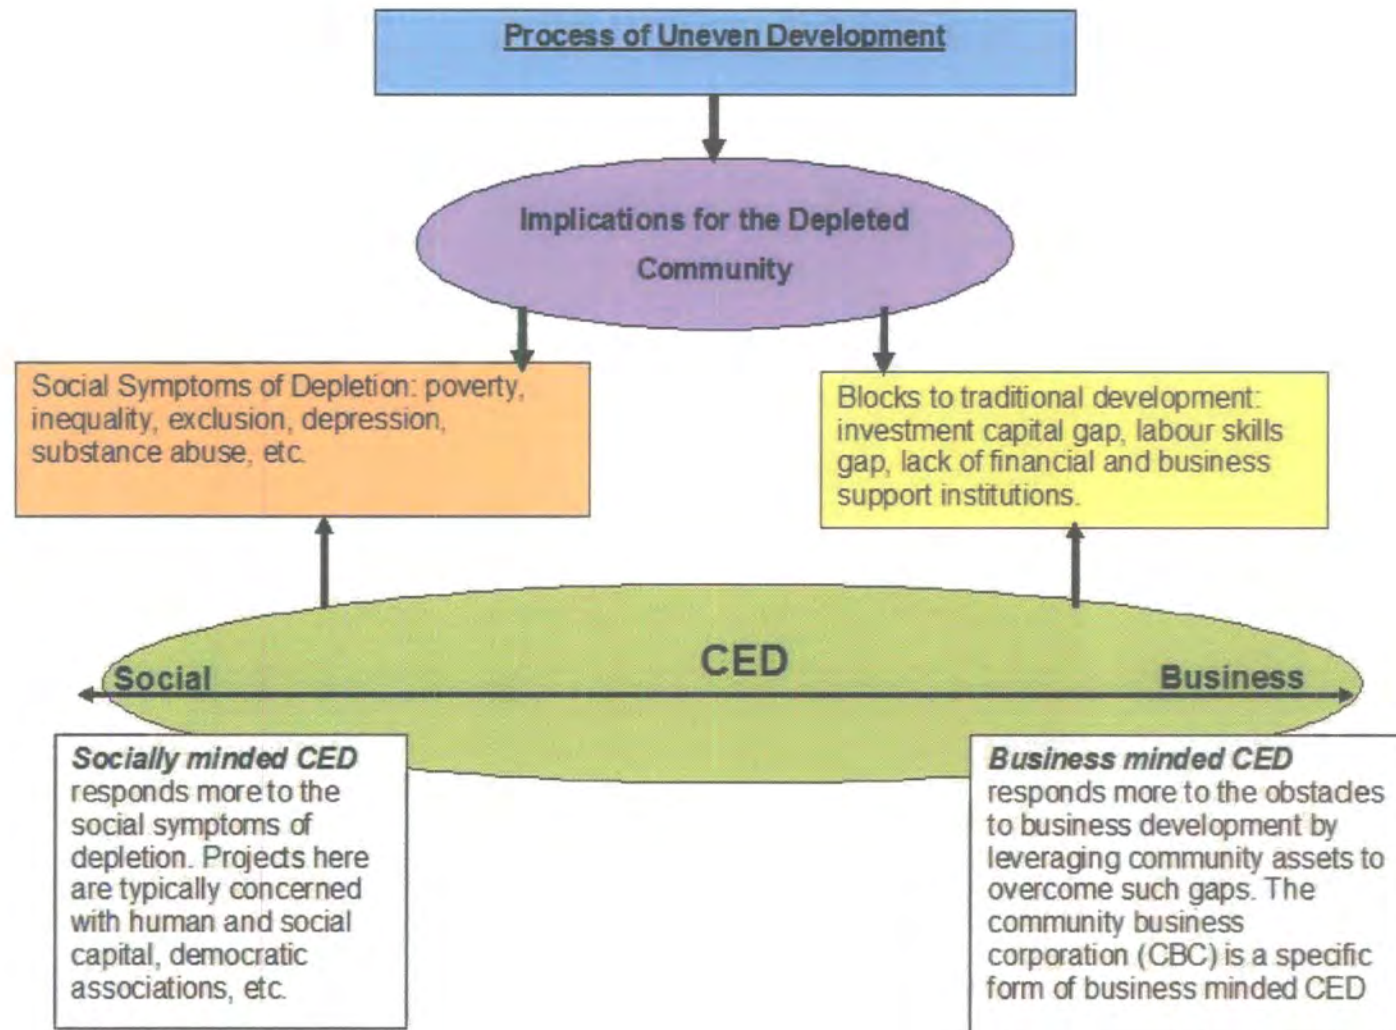 Process of Uneven Development
Implications for the Depleted
Community
Social Symptoms of Depletion: poverty,
inequality, exclusion, depression,
substance abuse, etc.
Blocks to traditional development:
investment capital gap, labour skills
gap, lack of financial and business
support institutions.
CED
Social
Business
Socially minded CED
responds more to the
social symptoms of
depletion. Projects here
are typically concerned
with human and social
capital, democratic
associations, etc.
Business minded CED
responds more to the obstacles
to business development by
leveraging community assets to
overcome such gaps. The
community business
corporation (CBC) is a specific
form of business minded CED